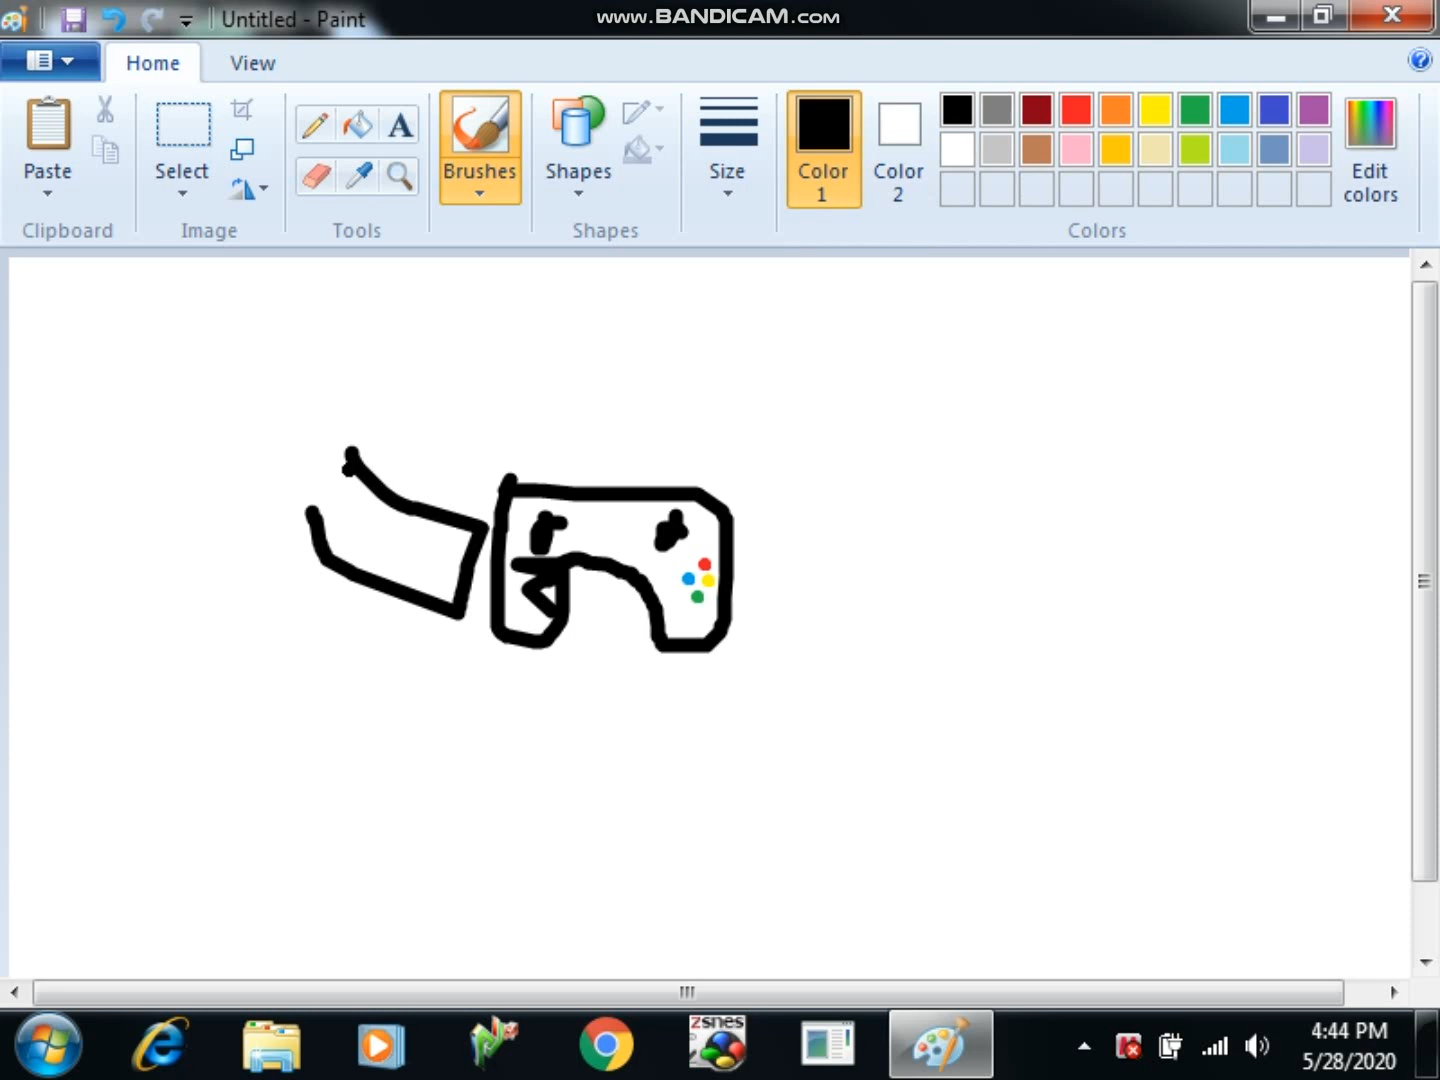 Untitled - Paint
www.BANDICAM.com
Home
View
Paste
Select
Brushes
Shapes
Size
Color
1
Color
2
Edit
colors
Clipboard
Image
Tools
Shapes
Colors
A
zsnes
4:44 PM
5/28/2020